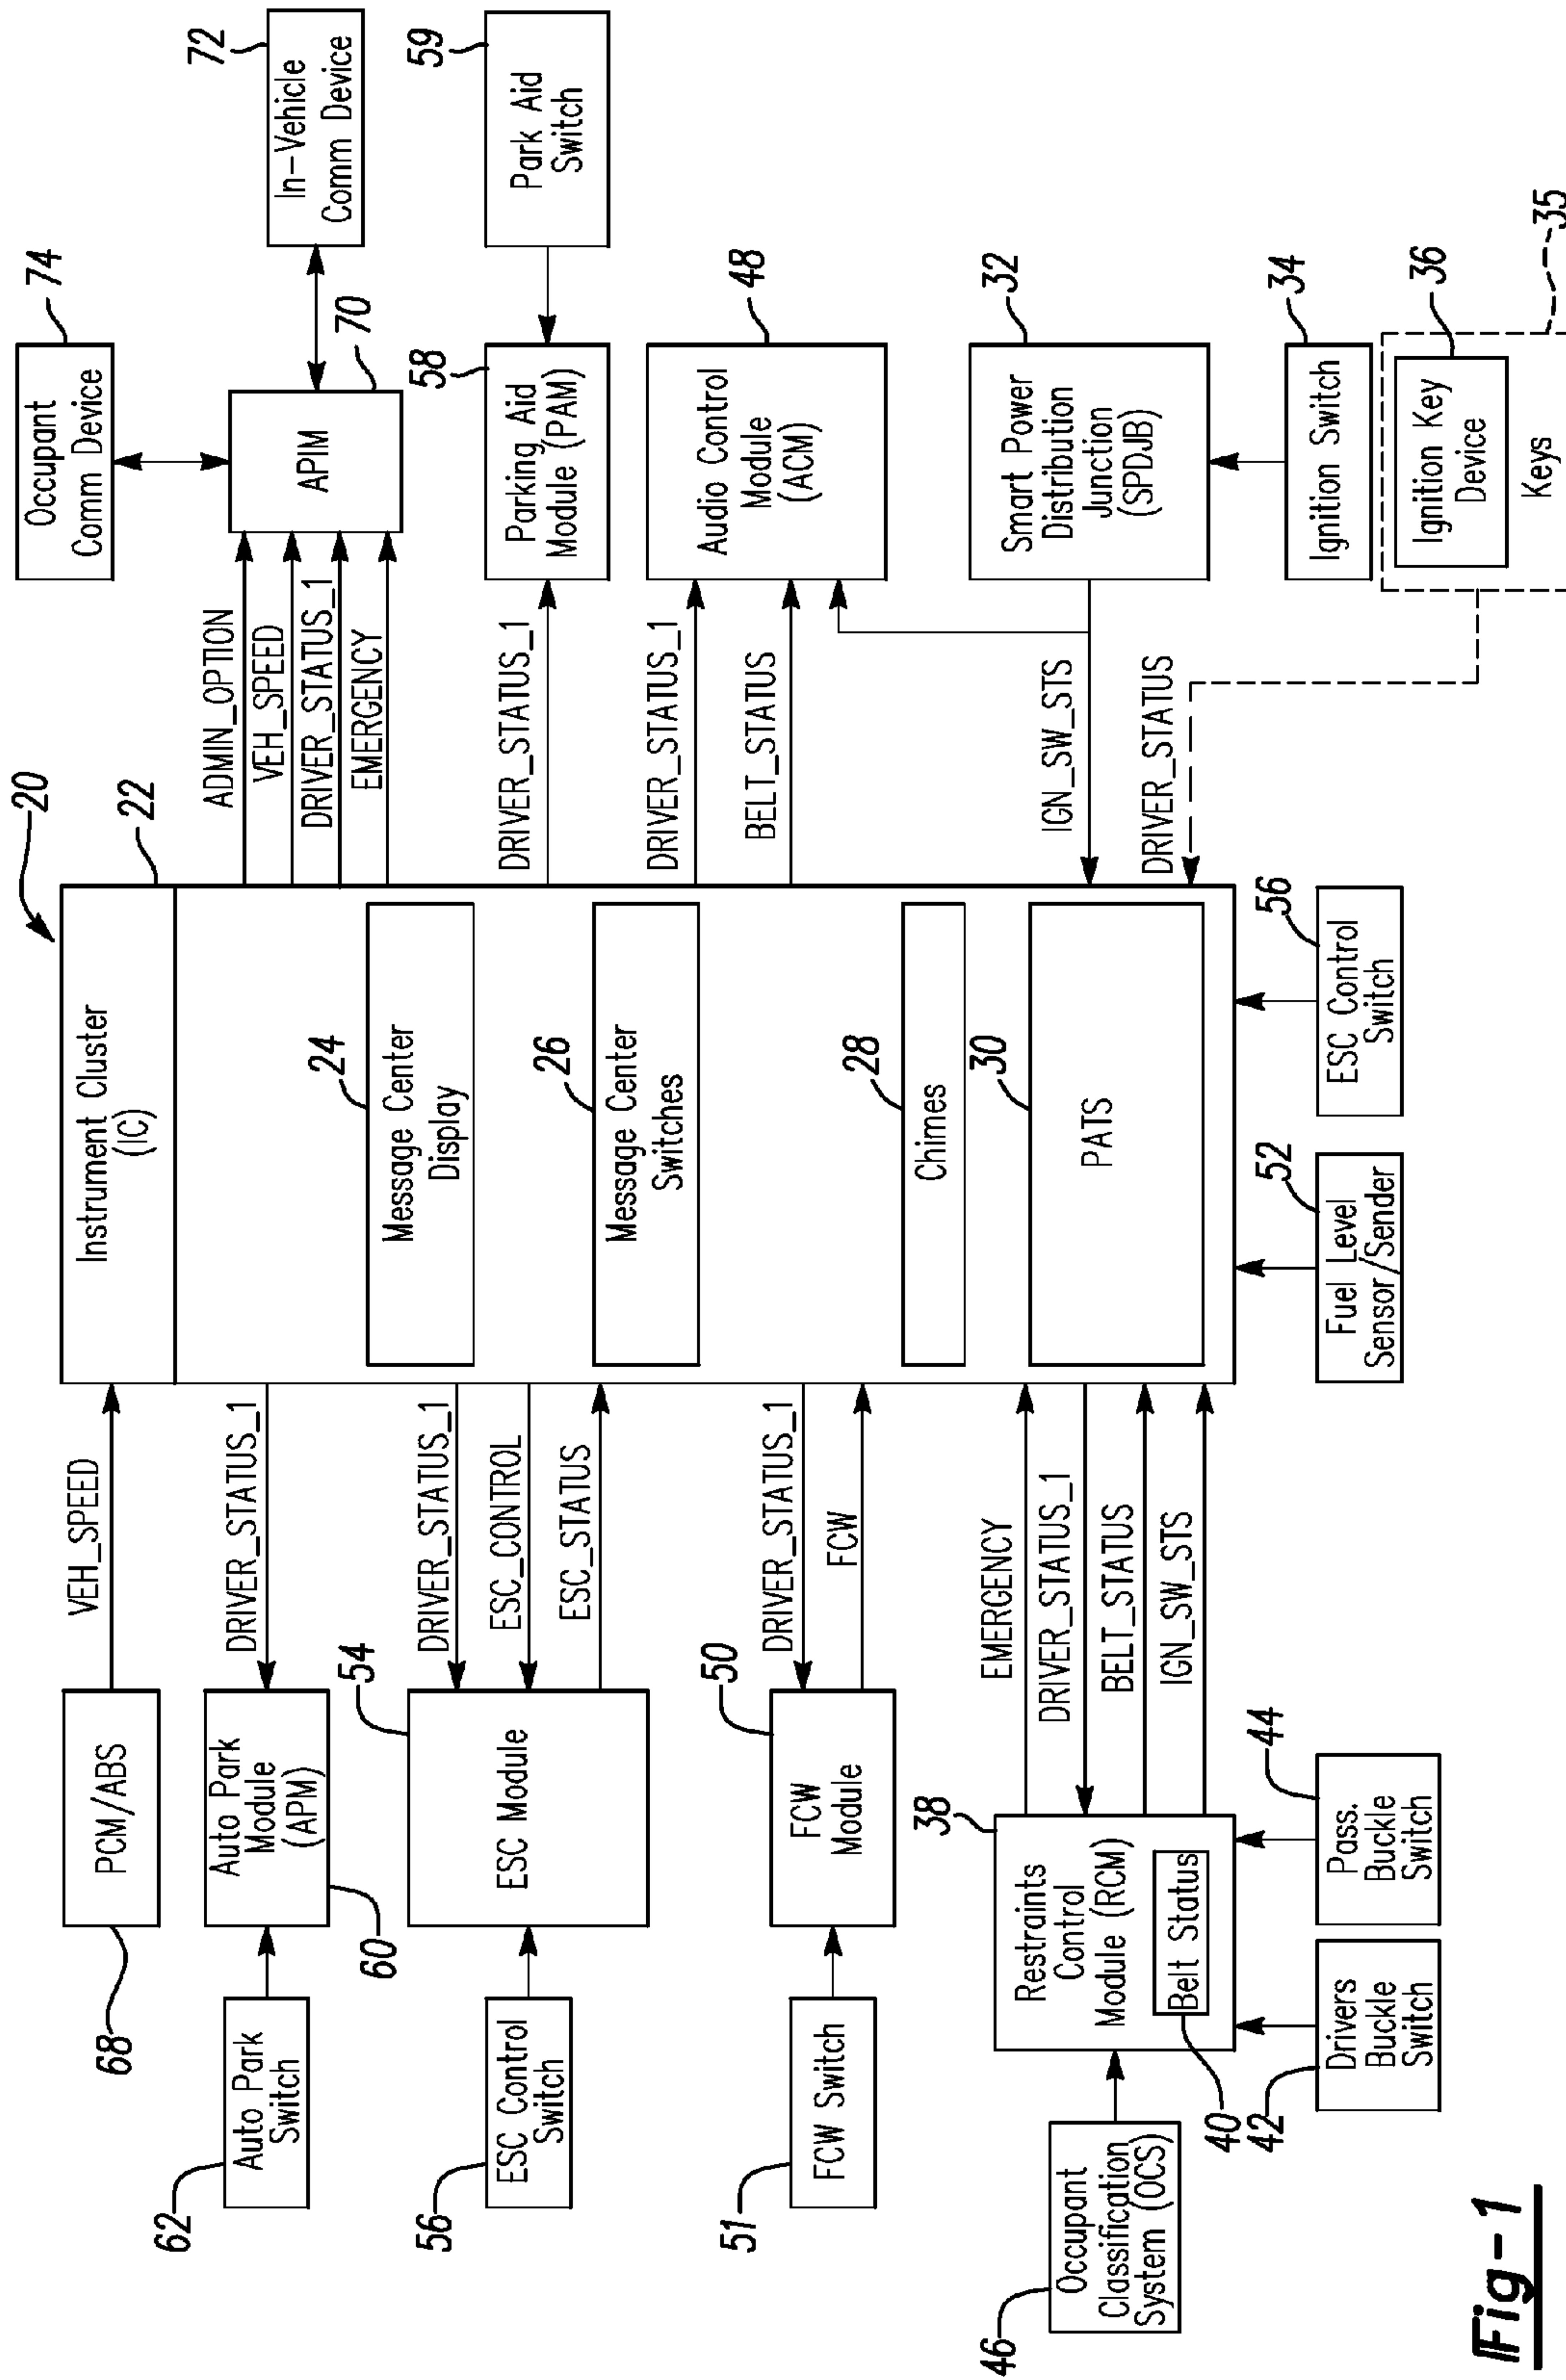 20
22
Instrument Cluster
(IC)
24
Message Center
Display
26
Message Center
Switches
28
Chimes
30
PATS
68
PCM/ABS
VEH_SPEED
62
Auto Park
Switch
60
Auto Park
Module
(APM)
DRIVER_STATUS_1
56
ESC Control
Switch
54
ESC Module
DRIVER_STATUS_1
ESC_CONTROL
ESC_STATUS
51
FCW Switch
50
FCW
Module
DRIVER_STATUS_1
FCW
46
Occupant
Classification
System (OCS)
38
Restraints
Control
Module (RCM)
Belt Status
40
42
Drivers
Buckle
Switch
44
Pass.
Buckle
Switch
EMERGENCY
DRIVER_STATUS_1
BELT_STATUS
IGN_SW_STS
52
Fuel Level
Sensor/Sender
56
ESC Control
Switch
ADMIN_OPTION
VEH_SPEED
DRIVER_STATUS_1
EMERGENCY
74
Occupant
Comm Device
APIM
70
72
In-Vehicle
Comm Device
DRIVER_STATUS_1
58
Parking Aid
Module (PAM)
59
Park Aid
Switch
DRIVER_STATUS_1
BELT_STATUS
48
Audio Control
Module
(ACM)
IGN_SW_STS
32
Smart Power
Distribution
Junction
(SPDJB)
34
Ignition Switch
DRIVER_STATUS
36
Ignition Key
Device
Keys
35
Fig-1